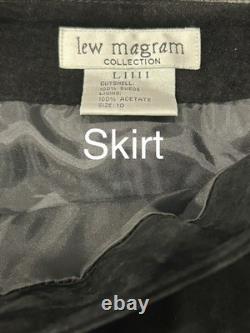 lew magram
COLLECTION
L1111
OUTSHELL:
100% SUEDE
LINING:
100% ACETATE
SIZE:10
Skirt